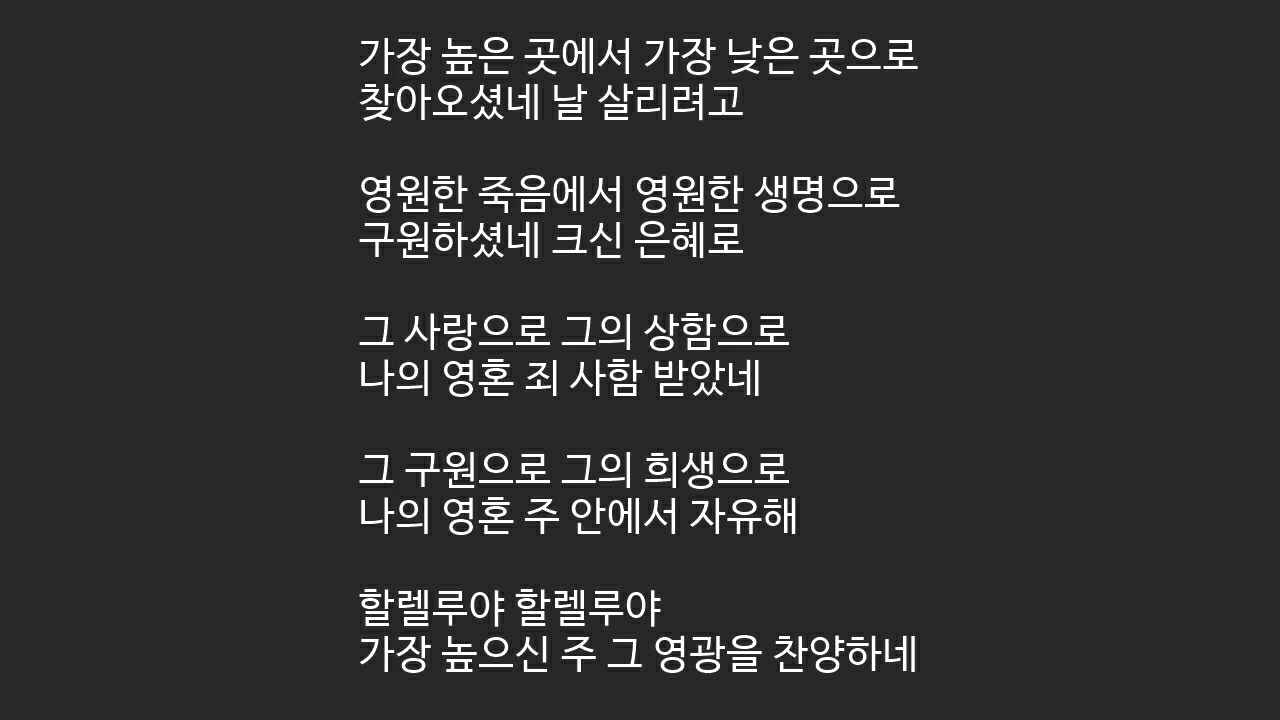 가장 높은 곳에서 가장 낮은 곳으로
찾아오셨네 날 살리려고
영원한 죽음에서 영원한 생명으로
구원하셨네 크신 은혜로
그 사랑으로 그의 상함으로
나의 영혼 죄 사함 받았네
그 구원으로 그의 희생으로
나의 영혼 주 안에서 자유해
할렐루야 할렐루야
가장 높으신 주 그 영광을 찬양하네